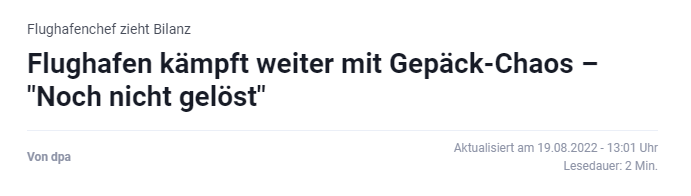 Flughafenchef zieht Bilanz
Flughafen kämpft weiter mit Gepäck-Chaos –
"Noch nicht gelöst"
Von dpa
Aktualisiert am 19.08.2022 - 13:01 Uhr
Lesedauer: 2 Min.